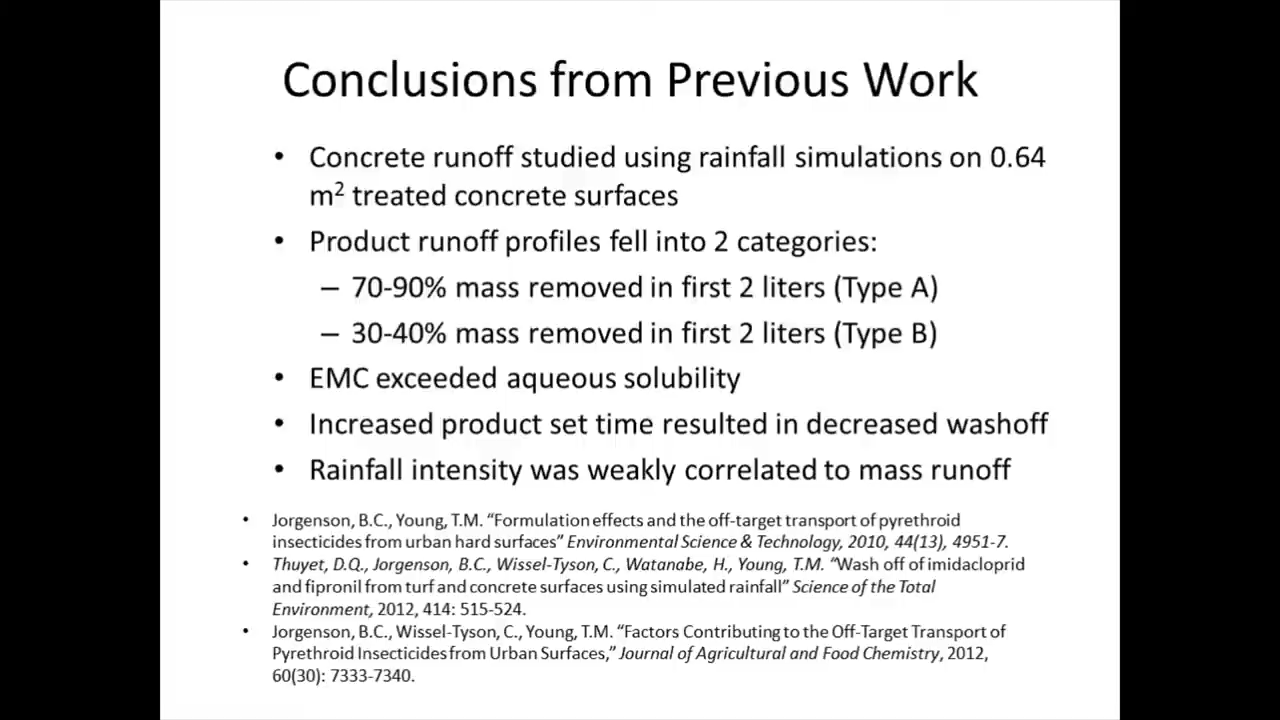 Conclusions from Previous Work
• Concrete runoff studied using rainfall simulations on 0.64
m² treated concrete surfaces
• Product runoff profiles fell into 2 categories:
– 70-90% mass removed in first 2 liters (Type A)
– 30-40% mass removed in first 2 liters (Type B)
• EMC exceeded aqueous solubility
• Increased product set time resulted in decreased washoff
• Rainfall intensity was weakly correlated to mass runoff
• Jorgenson, B.C., Young, T.M. “Formulation effects and the off-target transport of pyrethroid
insecticides from urban hard surfaces” Environmental Science & Technology, 2010, 44(13), 4951-7.
• Thuyet, D.Q., Jorgenson, B.C., Wissel-Tyson, C., Watanabe, H., Young, T.M. “Wash off of imidacloprid
and fipronil from turf and concrete surfaces using simulated rainfall” Science of the Total
Environment, 2012, 414: 515-524.
• Jorgenson, B.C., Wissel-Tyson, C., Young, T.M. “Factors Contributing to the Off-Target Transport of
Pyrethroid Insecticides from Urban Surfaces,” Journal of Agricultural and Food Chemistry, 2012,
60(30): 7333-7340.